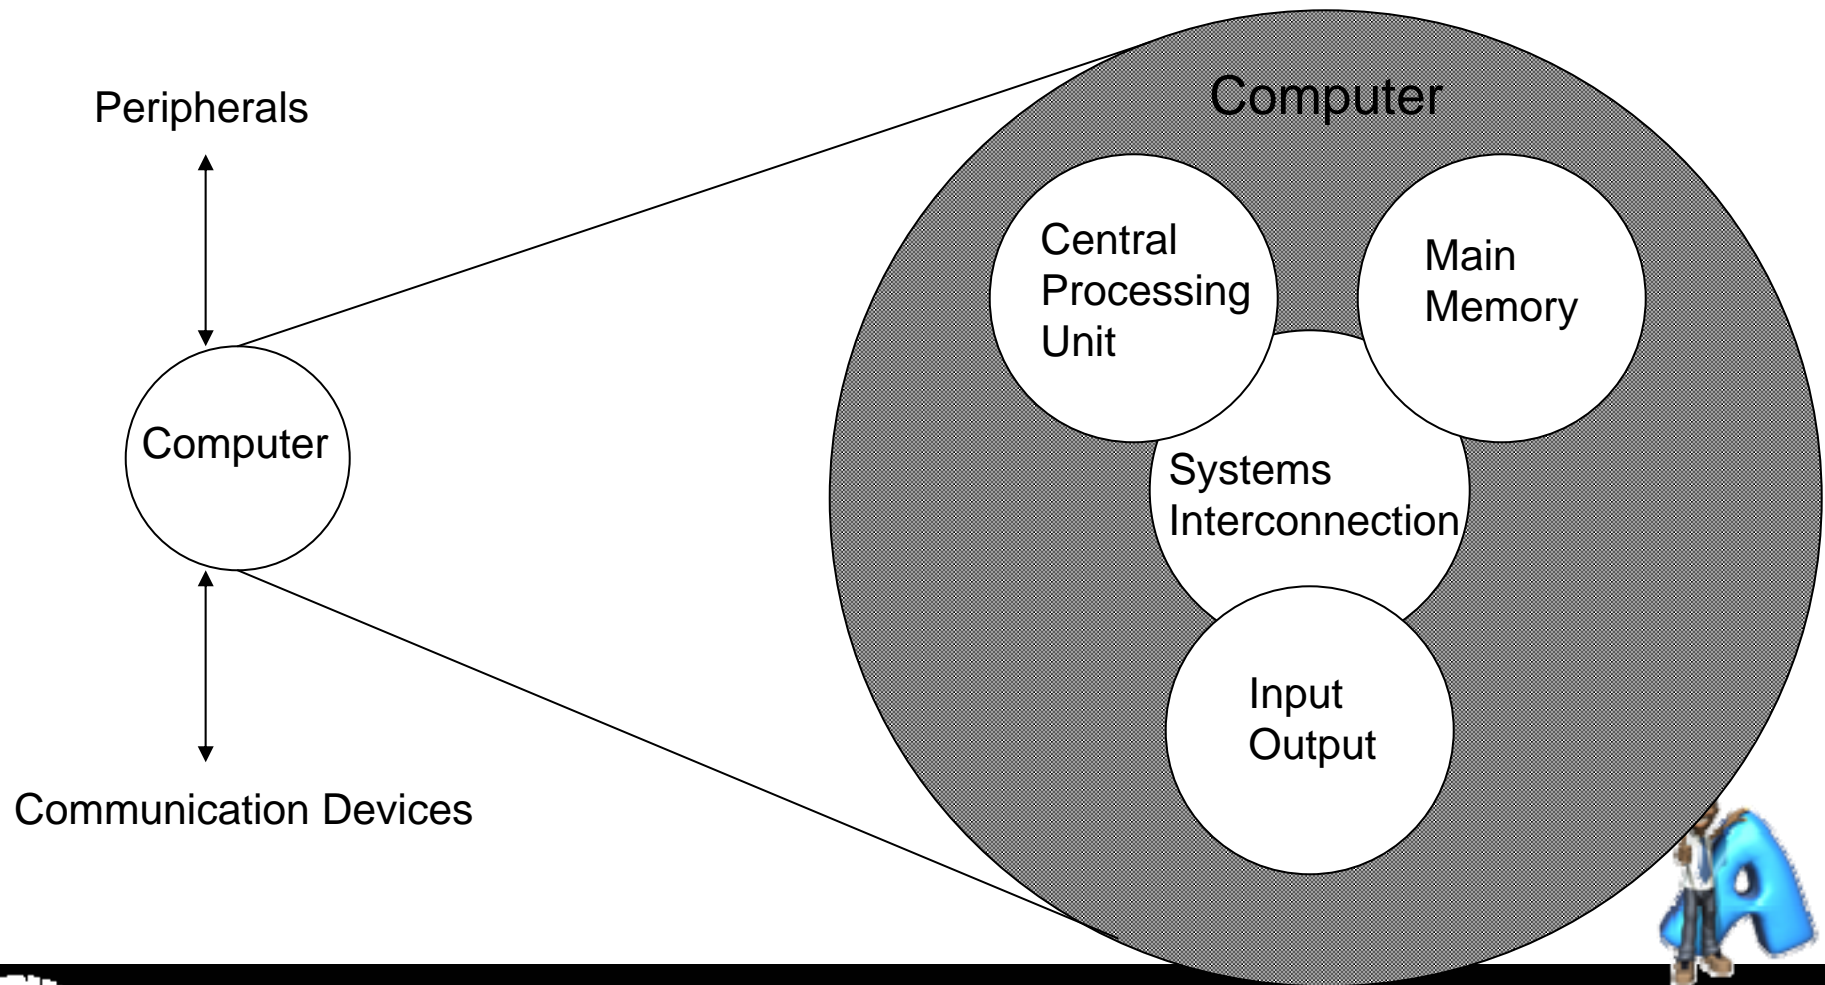 Peripherals
Computer
Communication Devices
Computer
Central
Processing
Unit
Main
Memory
Systems
Interconnection
Input
Output